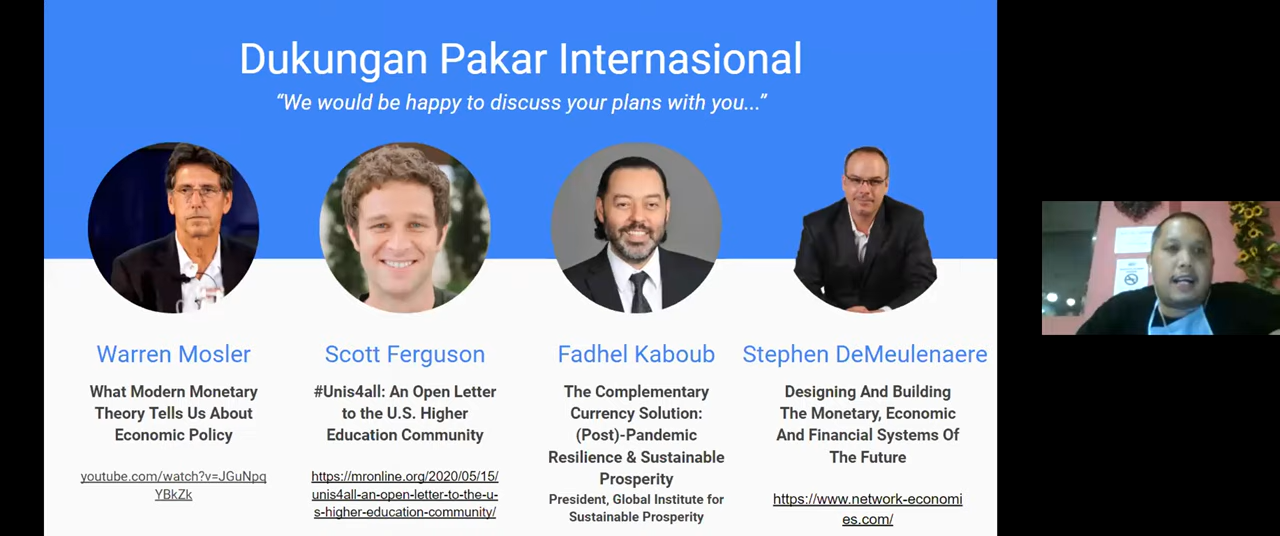 Dukungan Pakar Internasional
“We would be happy to discuss your plans with you...”
Warren Mosler
What Modern Monetary
Theory Tells Us About
Economic Policy
youtube.com/watch?v=JGuNpq
YBkZk
Scott Ferguson
#Unis4all: An Open Letter
to the U.S. Higher
Education Community
https://mronline.org/2020/05/15/
unis4all-an-open-letter-to-the-u-
s-higher-education-community/
Fadhel Kaboub
The Complementary
Currency Solution:
(Post)-Pandemic
Resilience & Sustainable
Prosperity
President, Global Institute for
Sustainable Prosperity
Stephen DeMeulenaere
Designing And Building
The Monetary, Economic
And Financial Systems Of
The Future
https://www.network-economi
es.com/